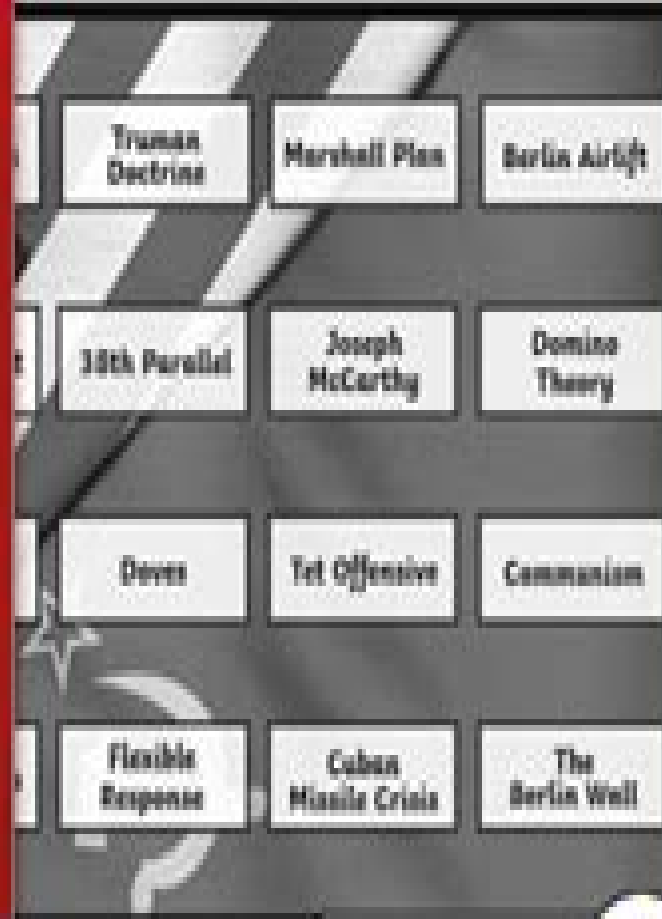 Truman
Doctrine
Marshall Plan
Berlin Airlift
38th Parallel
Joseph
McCarthy
Domino
Theory
Doves
Tet Offensive
Communism
Flexible
Response
Cuban
Missile Crisis
The
Berlin Wall